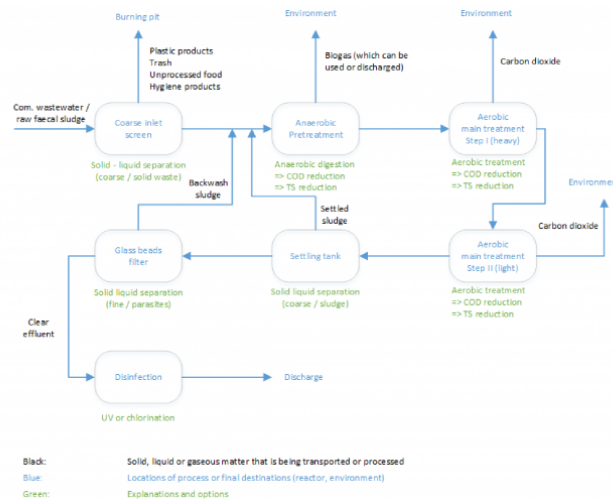 Burning pit
Environment
Environment
Plastic products
Trash
Unprocessed food
Hygiene products
Biogas (which can be
used or discharged)
Carbon dioxide
Com. wastewater /
raw faecal sludge
Coarse inlet
screen
Anaerobic
Pretreatment
Aerobic
main treatment
Step I (heavy)
Solid - liquid separation
(coarse / solid waste)
Anaerobic digestion
=> COD reduction
=> TS reduction
Aerobic treatment
=> COD reduction
=> TS reduction
Backwash
sludge
Settled
sludge
Environment
Carbon dioxide
Glass beads
filter
Settling tank
Aerobic
main treatment
Step II (light)
Solid liquid separation
(fine / parasites)
Solid liquid separation
(coarse / sludge)
Aerobic treatment
=> COD reduction
=> TS reduction
Clear
effluent
Disinfection
Discharge
UV or chlorination
Black: Solid, liquid or gaseous matter that is being transported or processed
Blue: Locations of process or final destinations (reactor, environment)
Green: Explanations and options